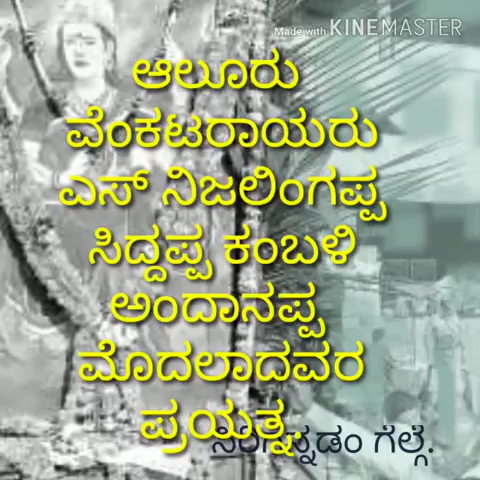 Made with KINEMASTER
ಆಲೂರು
ವೆಂಕಟರಾಯರು
ಎಸ್ ನಿಜಲಿಂಗಪ್ಪ
ಸಿದ್ದಪ್ಪ ಕಂಬಳಿ
ಅಂದಾನಪ್ಪ
ಮೊದಲಾದವರ
ಪ್ರಯತ್ನ.
ಗೆಲ್ಗೆ.